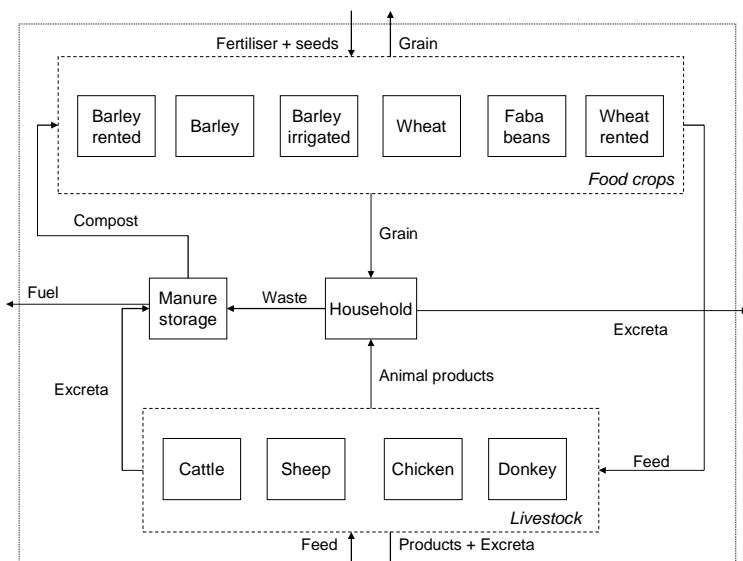 Fertiliser + seeds
Grain
Barley
rented
Barley
Barley
irrigated
Wheat
Faba
beans
Wheat
rented
Food crops
Compost
Grain
Fuel
Manure
storage
Waste
Household
Excreta
Excreta
Animal products
Cattle
Sheep
Chicken
Donkey
Feed
Livestock
Feed
Products + Excreta